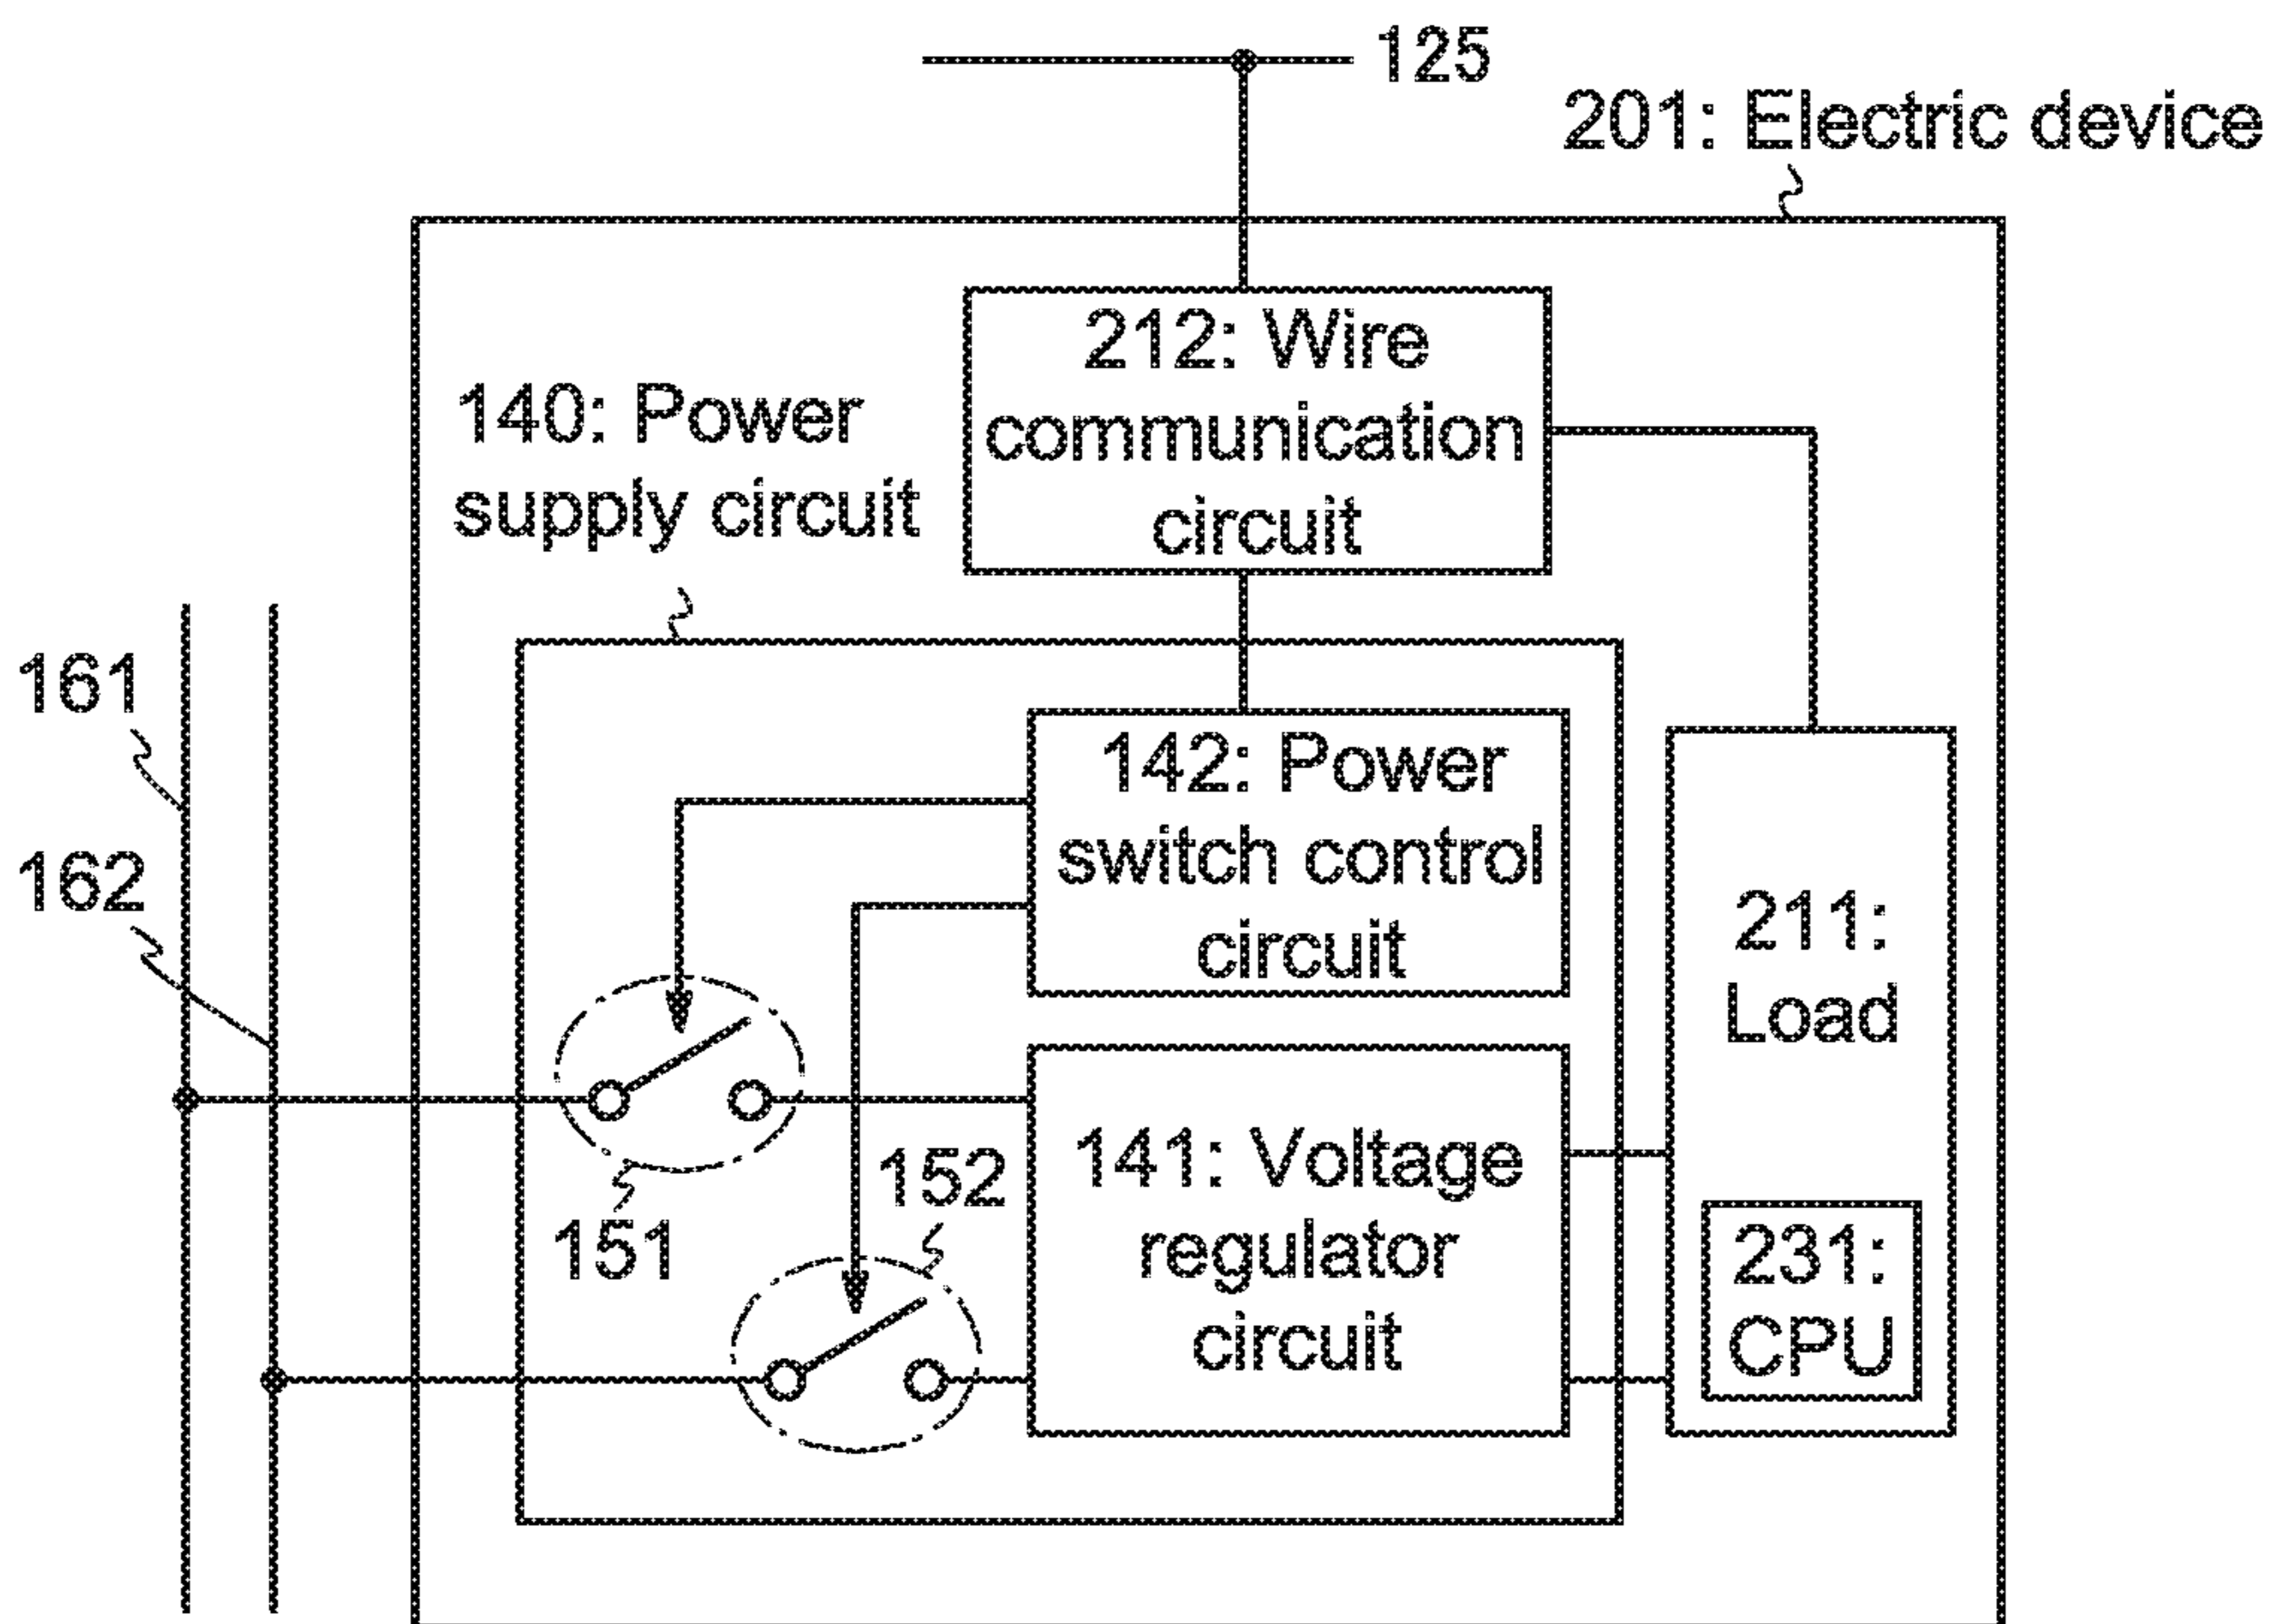 125
201: Electric device
212: Wire
communication
circuit
140: Power
supply circuit
161
162
142: Power
switch control
circuit
211:
Load
151
152
141: Voltage
regulator
circuit
231:
CPU